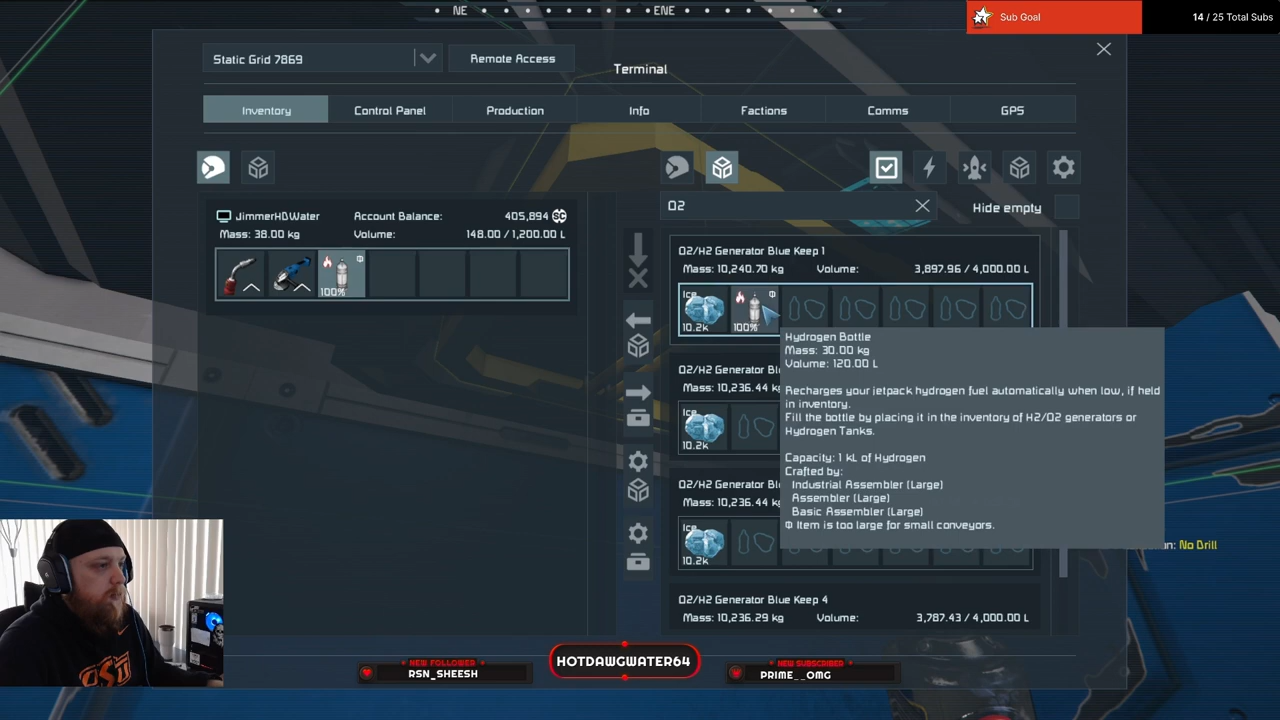 NE
ENE
Sub Goal
14 / 25 Total Subs
Static Grid 7869
Remote Access
Terminal
Inventory
Control Panel
Production
Info
Factions
Comms
GPS
O2
Hide empty
JimmerHDWater
Account Balance:
405,894 SC
Mass: 38.00 kg
Volume:
148.00 / 1,200.00 L
100%
O2/H2 Generator Blue Keep 1
Mass: 10,240.70 kg
Volume:
3,897.96 / 4,000.00 L
Ice
10.2k
100%
Hydrogen Bottle
Mass: 30.00 kg
Volume: 120.00 L
Recharges your jetpack hydrogen fuel automatically when low, if held
in inventory.
Fill the bottle by placing it in the inventory of H2/O2 generators or
Hydrogen Tanks.
Capacity: 1 kL of Hydrogen
Crafted by:
Industrial Assembler (Large)
Assembler (Large)
Basic Assembler (Large)
Item is too large for small conveyors.
O2/H2 Generator Bl
Mass: 10,236.44 kg
Ice
10.2k
O2/H2 Generator Bl
Mass: 10,236.44 kg
Ice
10.2k
No Drill
O2/H2 Generator Blue Keep 4
Mass: 10,236.29 kg
Volume:
3,787.43 / 4,000.00 L
NEW FOLLOWER
RSN_SHEESH
HOTDAWGWATER64
NEW SUBSCRIBER
PRIME__OMG